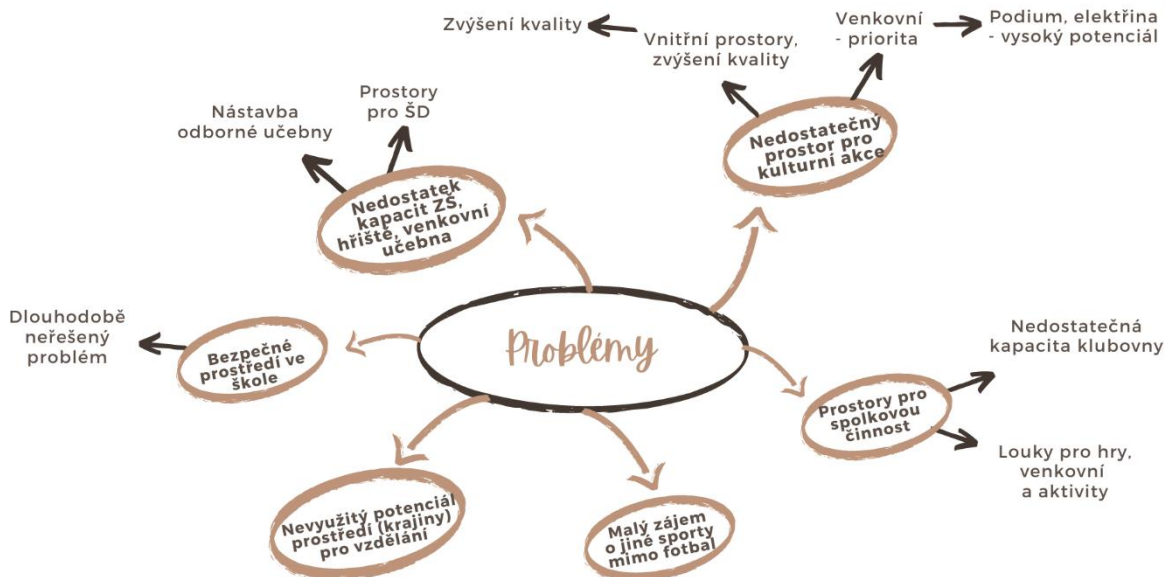 Zvýšení kvality
Vnitřní prostory,
zvýšení kvality
Venkovní
- priorita
Podium, elektřina
- vysoký potenciál
Nedostatečný
prostor pro
kulturní akce
Nástavba
odborné učebny
Prostory
pro ŠD
Nedostatek
kapacit ZŠ,
hřiště, venkovní
učebna
Problémy
Dlouhodobě
neřešený
problém
Bezpečné
prostředí ve
škole
Nedostatečná
kapacita klubovny
Prostory pro
spolkovou
činnost
Louky pro hry,
venkovní
a aktivity
Nevyužitý potenciál
prostředí (krajiny)
pro vzdělání
Malý zájem
o jiné sporty
mimo fotbal